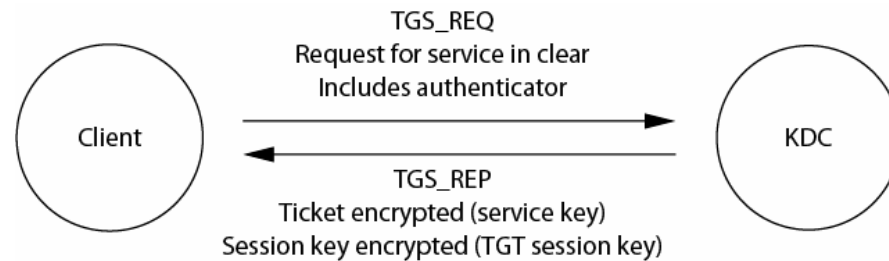 TGS_REQ
Request for service in clear
Includes authenticator
Client
KDC
TGS_REP
Ticket encrypted (service key)
Session key encrypted (TGT session key)